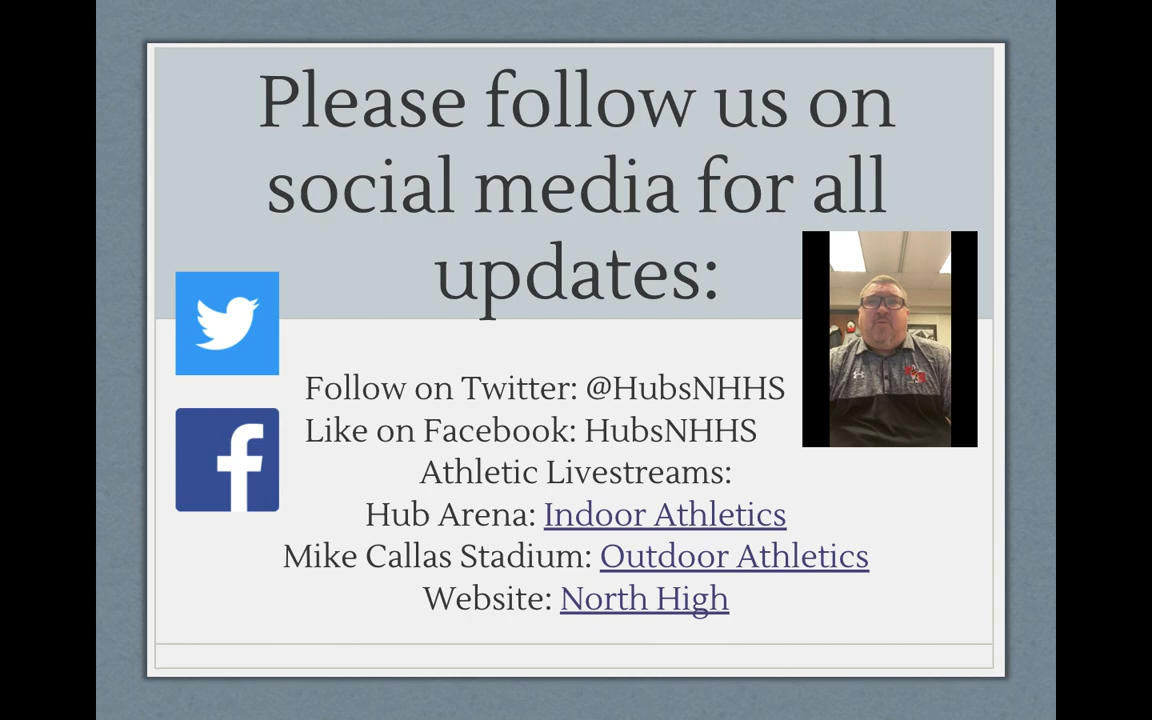 Please follow us on
social media for all
updates:
Follow on Twitter: @HubsNHHS
Like on Facebook: HubsNHHS
Athletic Livestreams:
Hub Arena: Indoor Athletics
Mike Callas Stadium: Outdoor Athletics
Website: North High